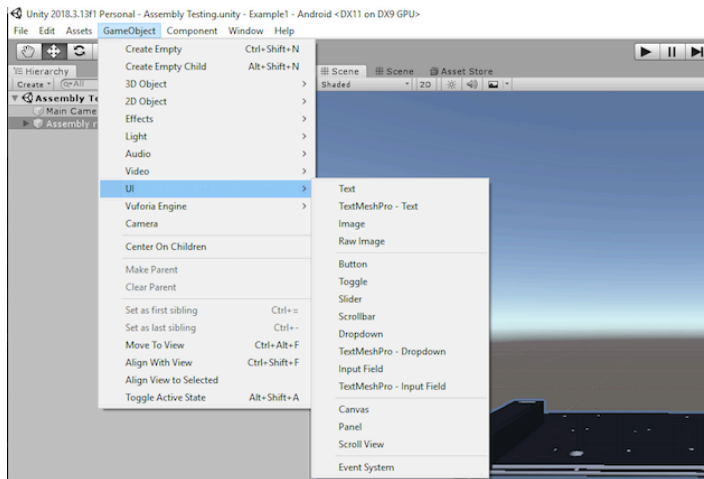 Unity 2018.3.13f1 Personal - Assembly Testing.unity - Example1 - Android <DX11 on DX9 GPU>
File Edit Assets GameObject Component Window Help
Hierarchy
Create
All
Assembly Te
Main Came
Assembly r
Create Empty Ctrl+Shift+N
Create Empty Child Alt+Shift+N
3D Object
2D Object
Effects
Light
Audio
Video
UI
Vuforia Engine
Camera
Center On Children
Make Parent
Clear Parent
Set as first sibling Ctrl+=
Set as last sibling Ctrl+-
Move To View Ctrl+Alt+F
Align With View Ctrl+Shift+F
Align View to Selected
Toggle Active State Alt+Shift+A
Scene Scene Asset Store
Shaded 2D
Text
TextMeshPro - Text
Image
Raw Image
Button
Toggle
Slider
Scrollbar
Dropdown
TextMeshPro - Dropdown
Input Field
TextMeshPro - Input Field
Canvas
Panel
Scroll View
Event System